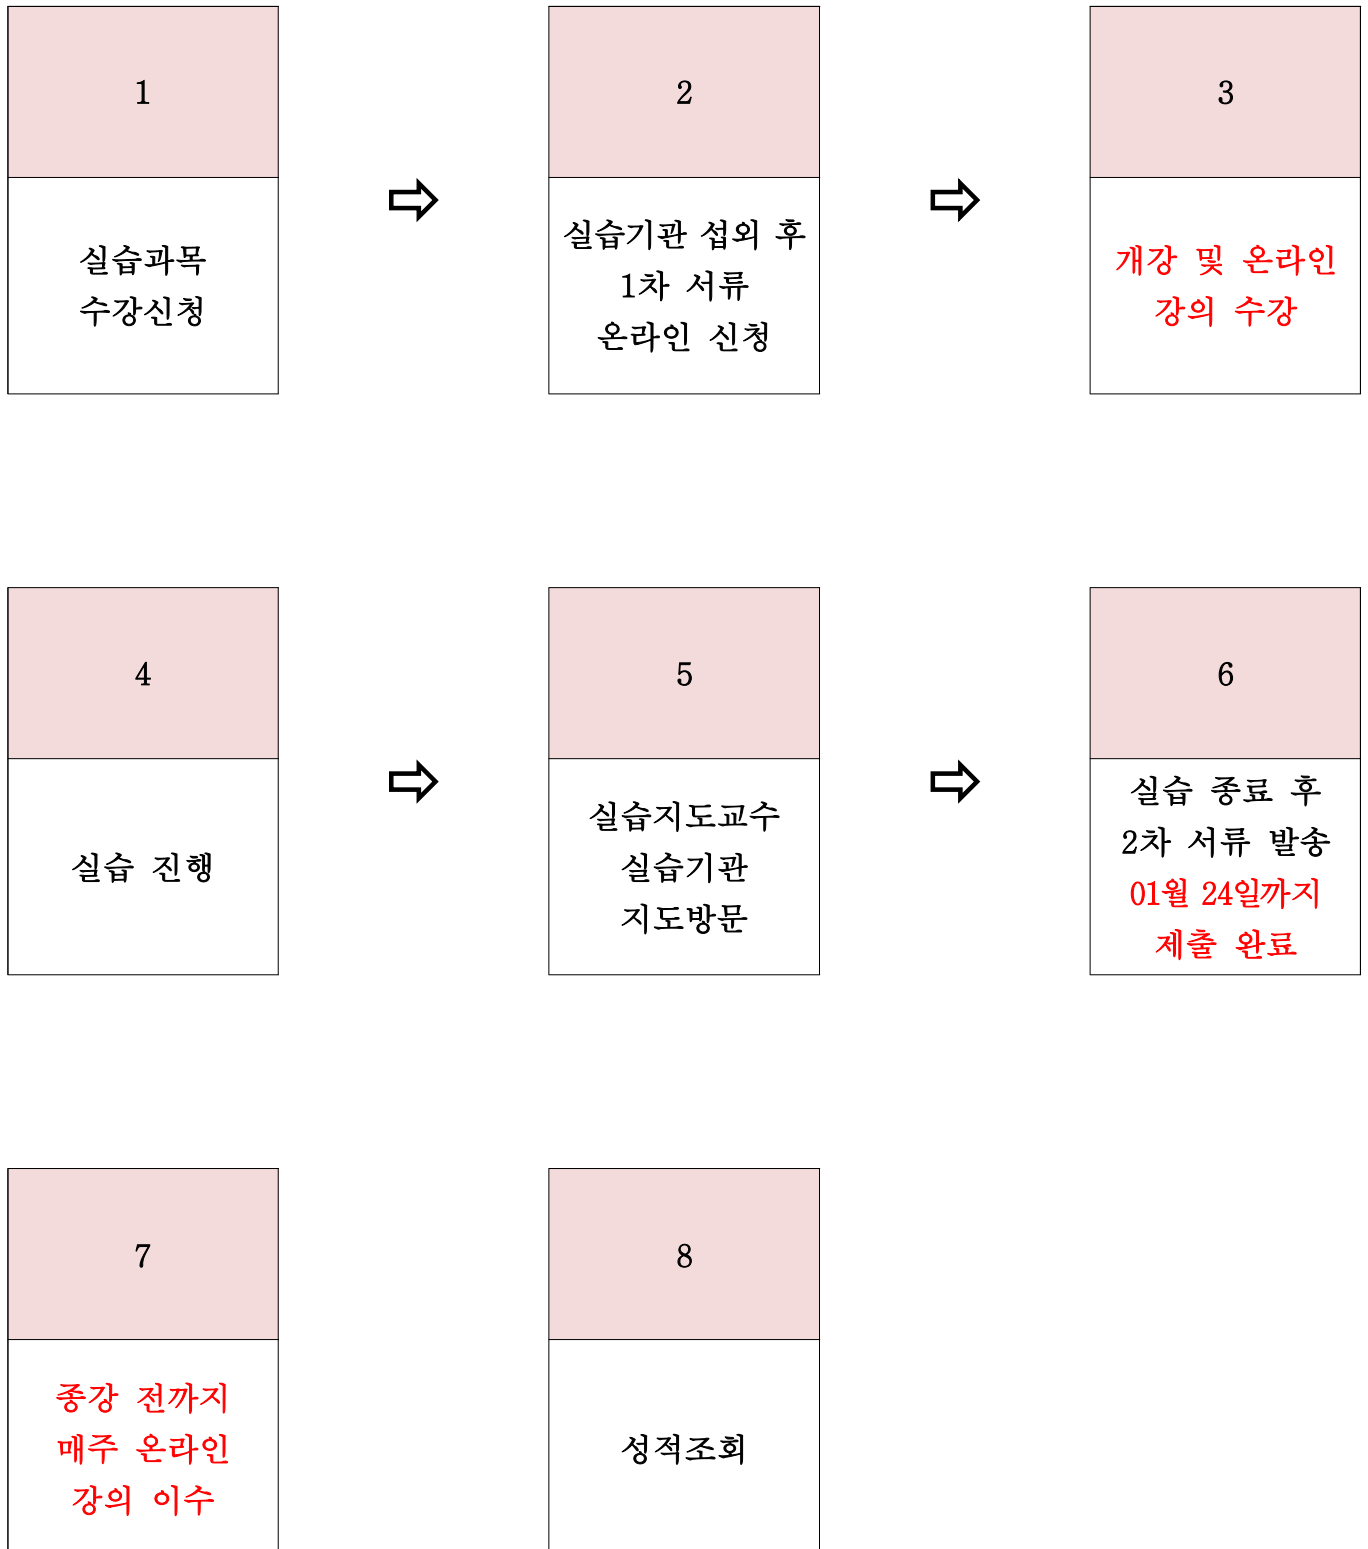 1
실습과목
수강신청
⇨
2
실습기관 섭외 후
1차 서류
온라인 신청
⇨
3
개강 및 온라인
강의 수강
4
실습 진행
⇨
5
실습지도교수
실습기관
지도방문
⇨
6
실습 종료 후
2차 서류 발송
01월 24일까지
제출 완료
7
종강 전까지
매주 온라인
강의 이수
8
성적조회